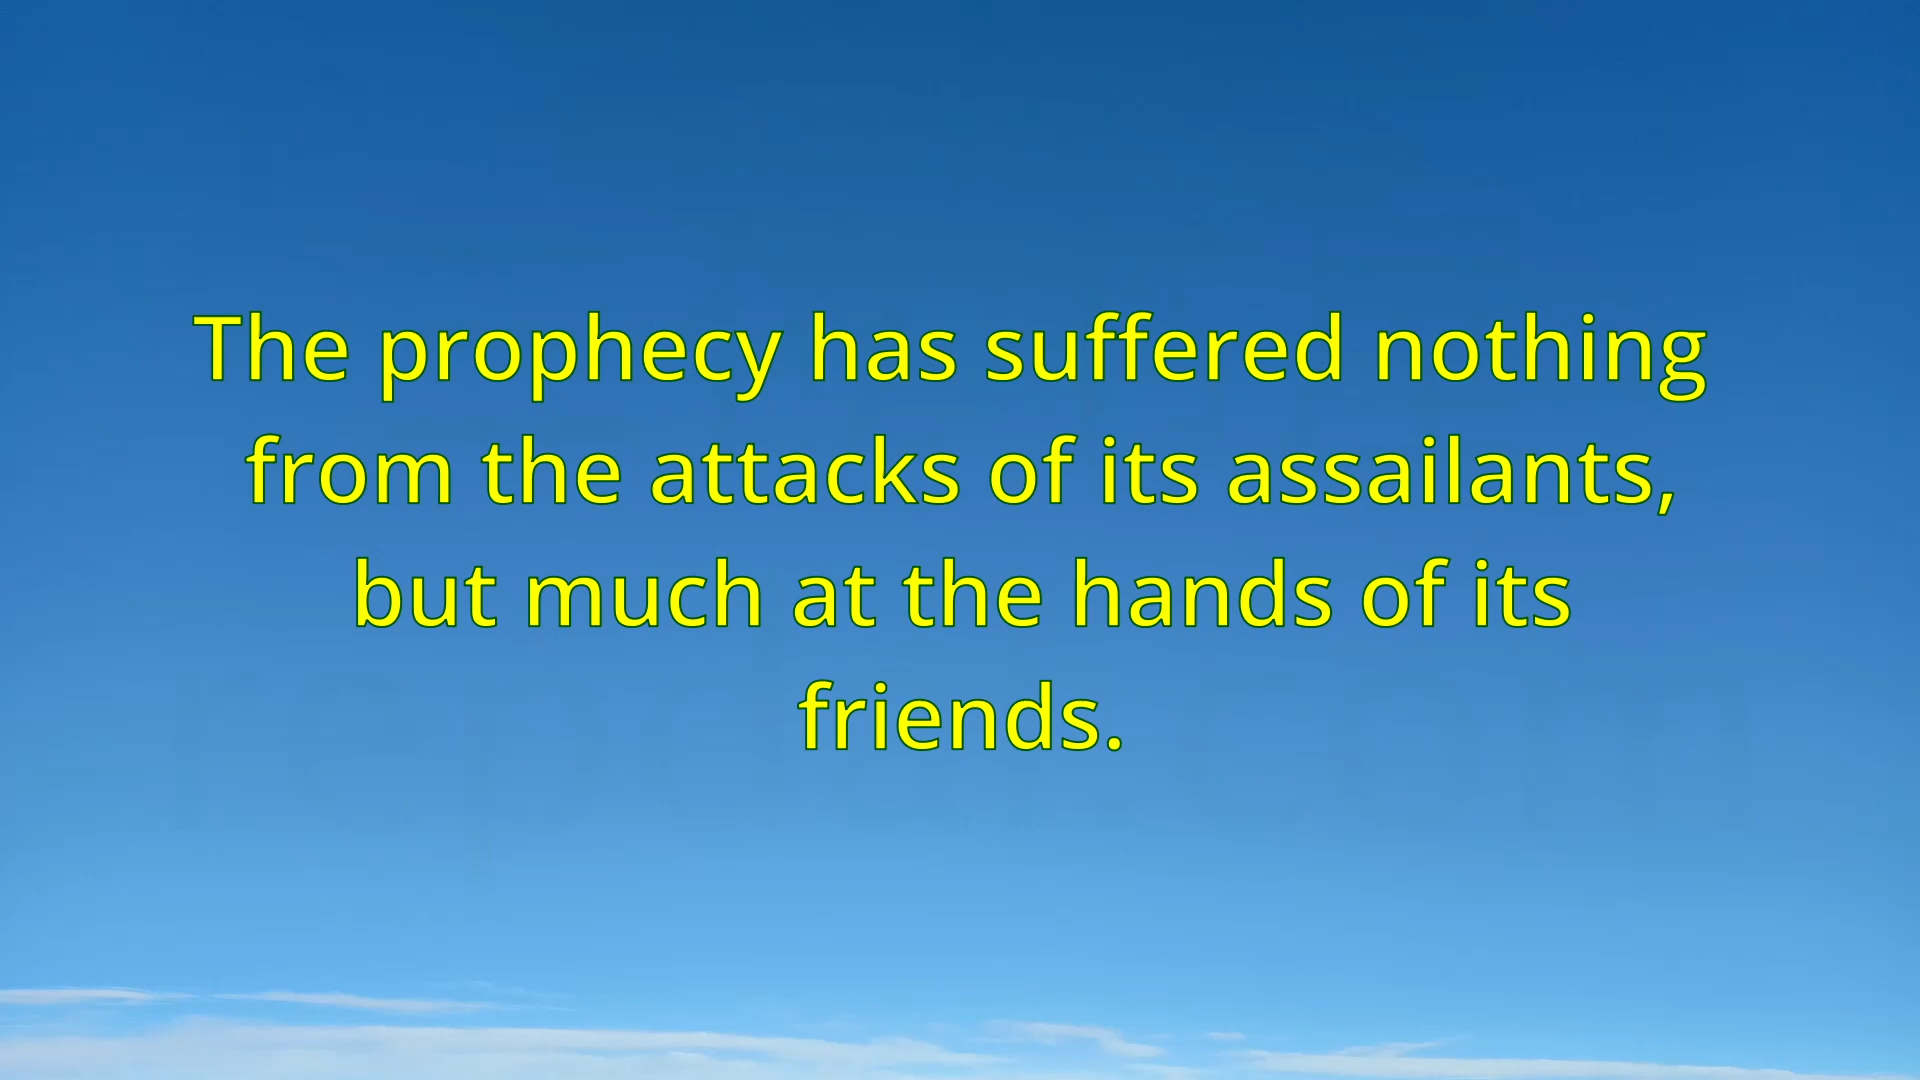 The prophecy has suffered nothing
from the attacks of its assailants,
but much at the hands of its
friends.